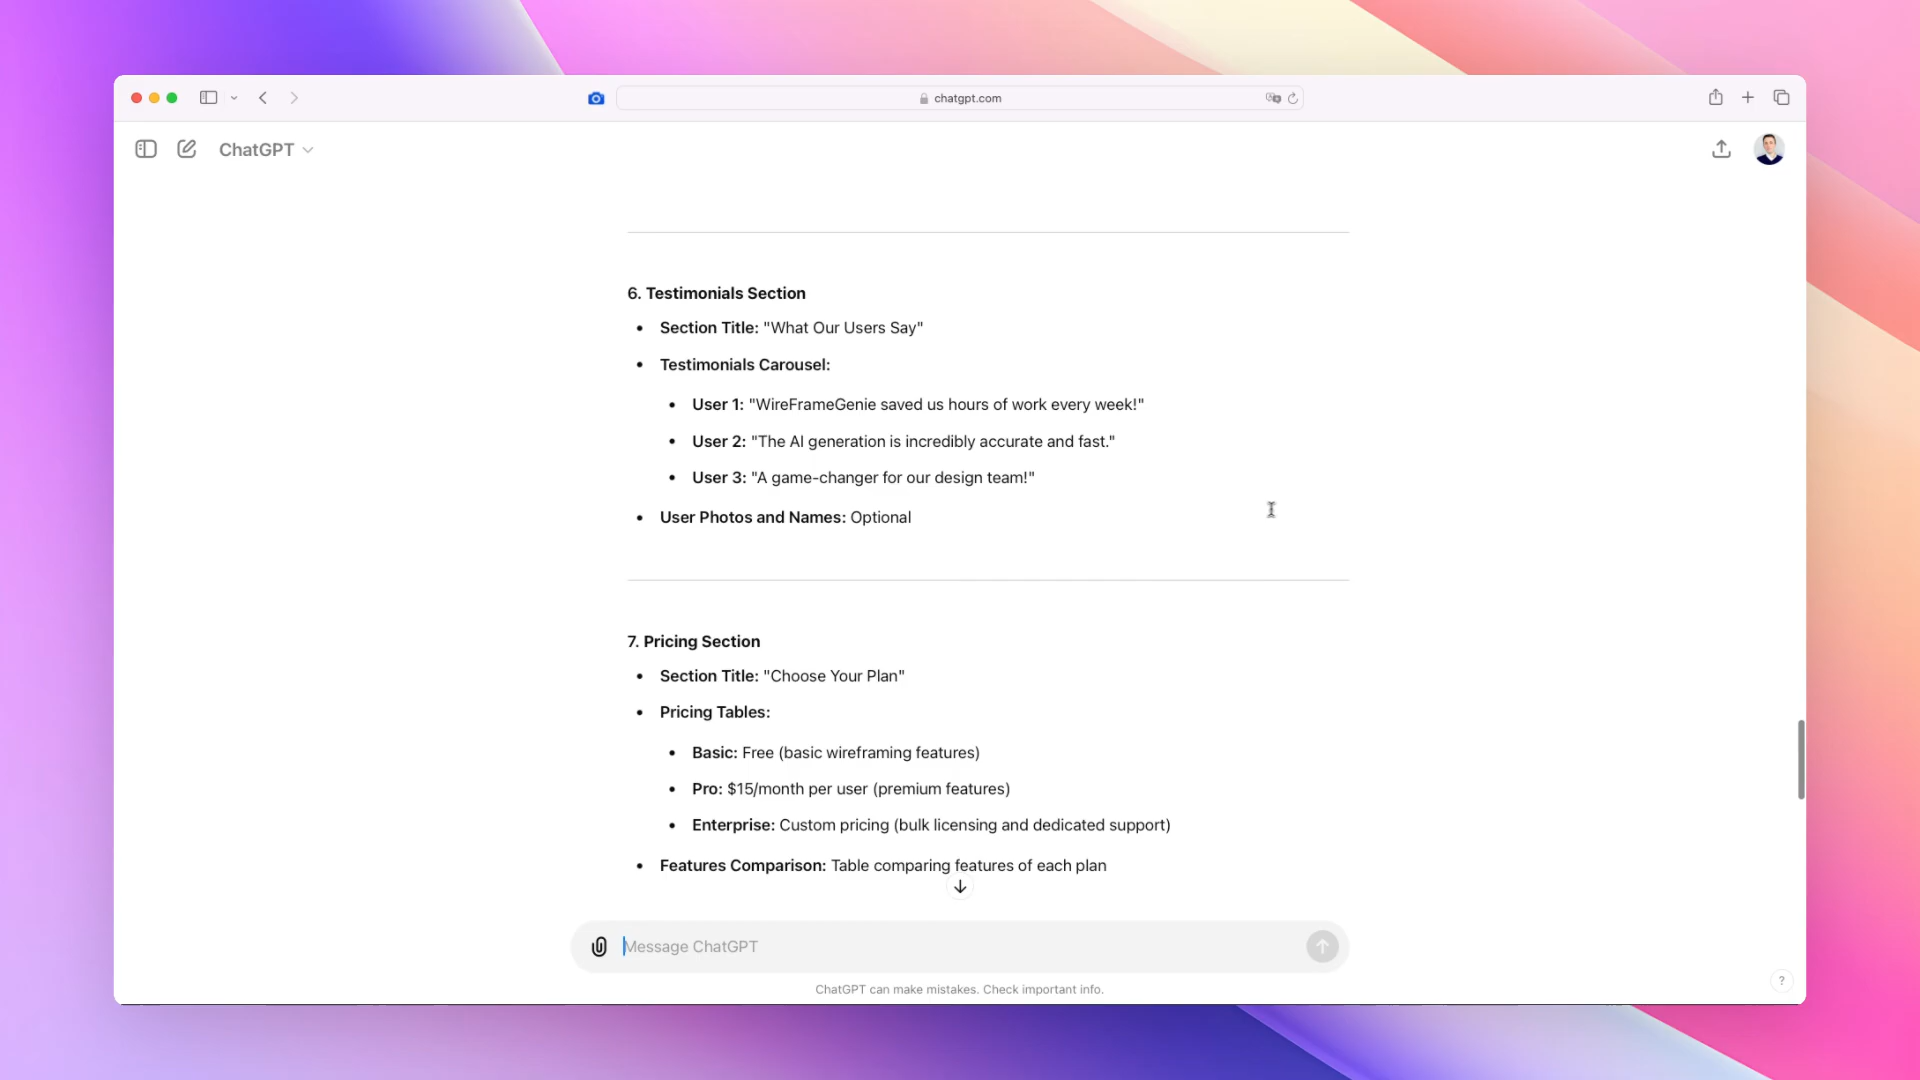 chatgpt.com
ChatGPT
6. Testimonials Section
• Section Title: "What Our Users Say"
• Testimonials Carousel:
• User 1: "WireFrameGenie saved us hours of work every week!"
• User 2: "The AI generation is incredibly accurate and fast."
• User 3: "A game-changer for our design team!"
• User Photos and Names: Optional
7. Pricing Section
• Section Title: "Choose Your Plan"
• Pricing Tables:
• Basic: Free (basic wireframing features)
• Pro: $15/month per user (premium features)
• Enterprise: Custom pricing (bulk licensing and dedicated support)
• Features Comparison: Table comparing features of each plan
Message ChatGPT
ChatGPT can make mistakes. Check important info.
?